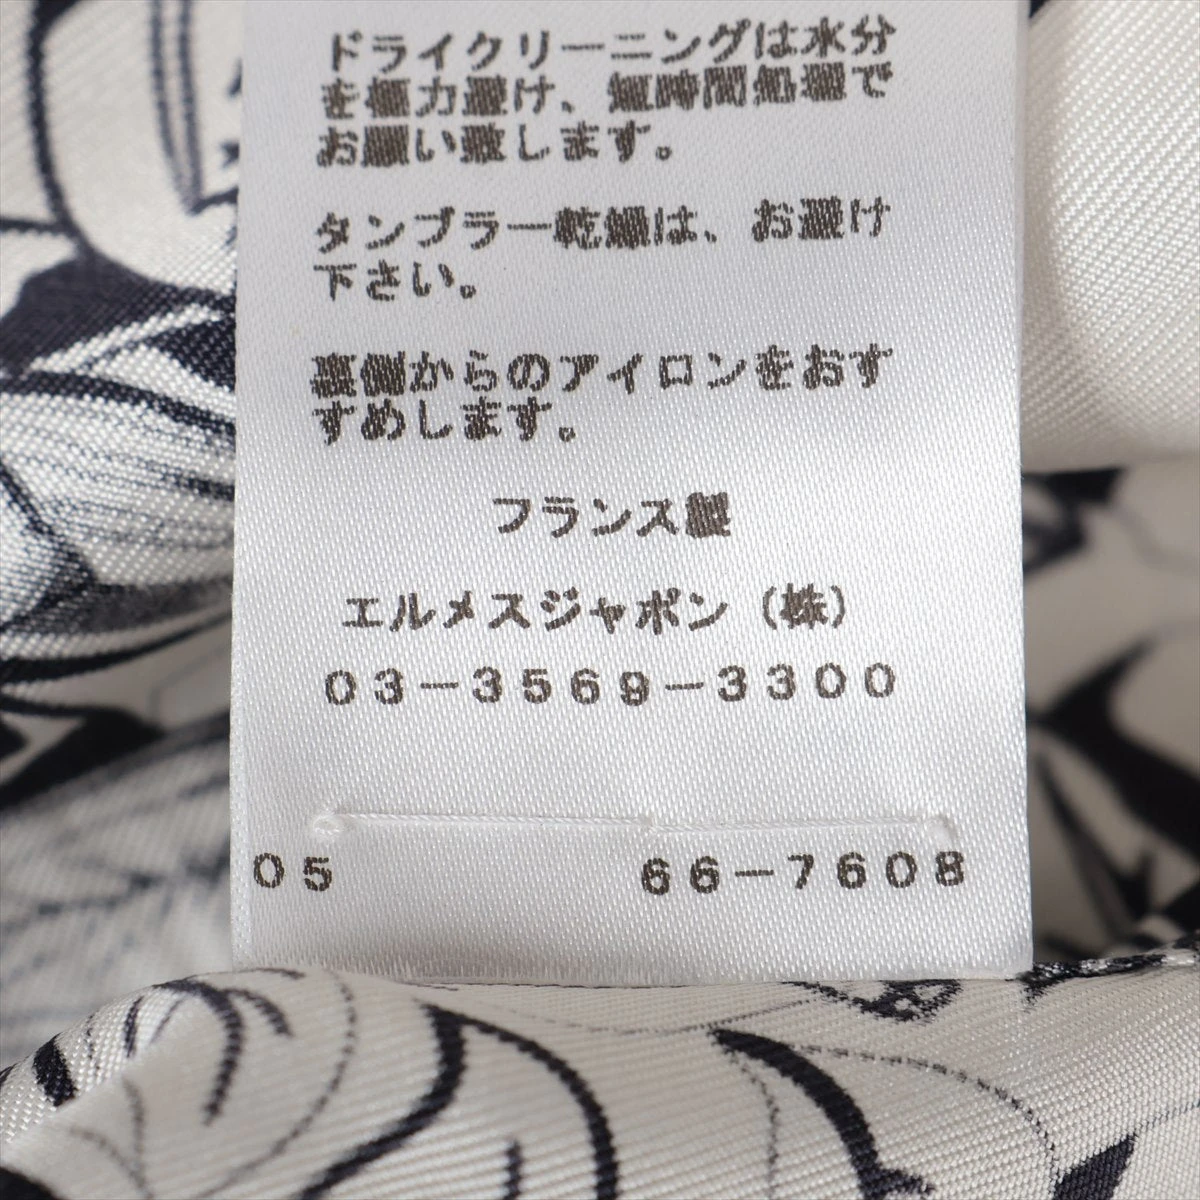 ドライクリーニングは水分
を極力避け、短時間処理で
お願い致します。
タンブラー乾燥は、お避け
下さい。
裏側からのアイロンをおす
すめします。
フランス製
エルメスジャポン（株）
03-3569-3300
05 66-7608